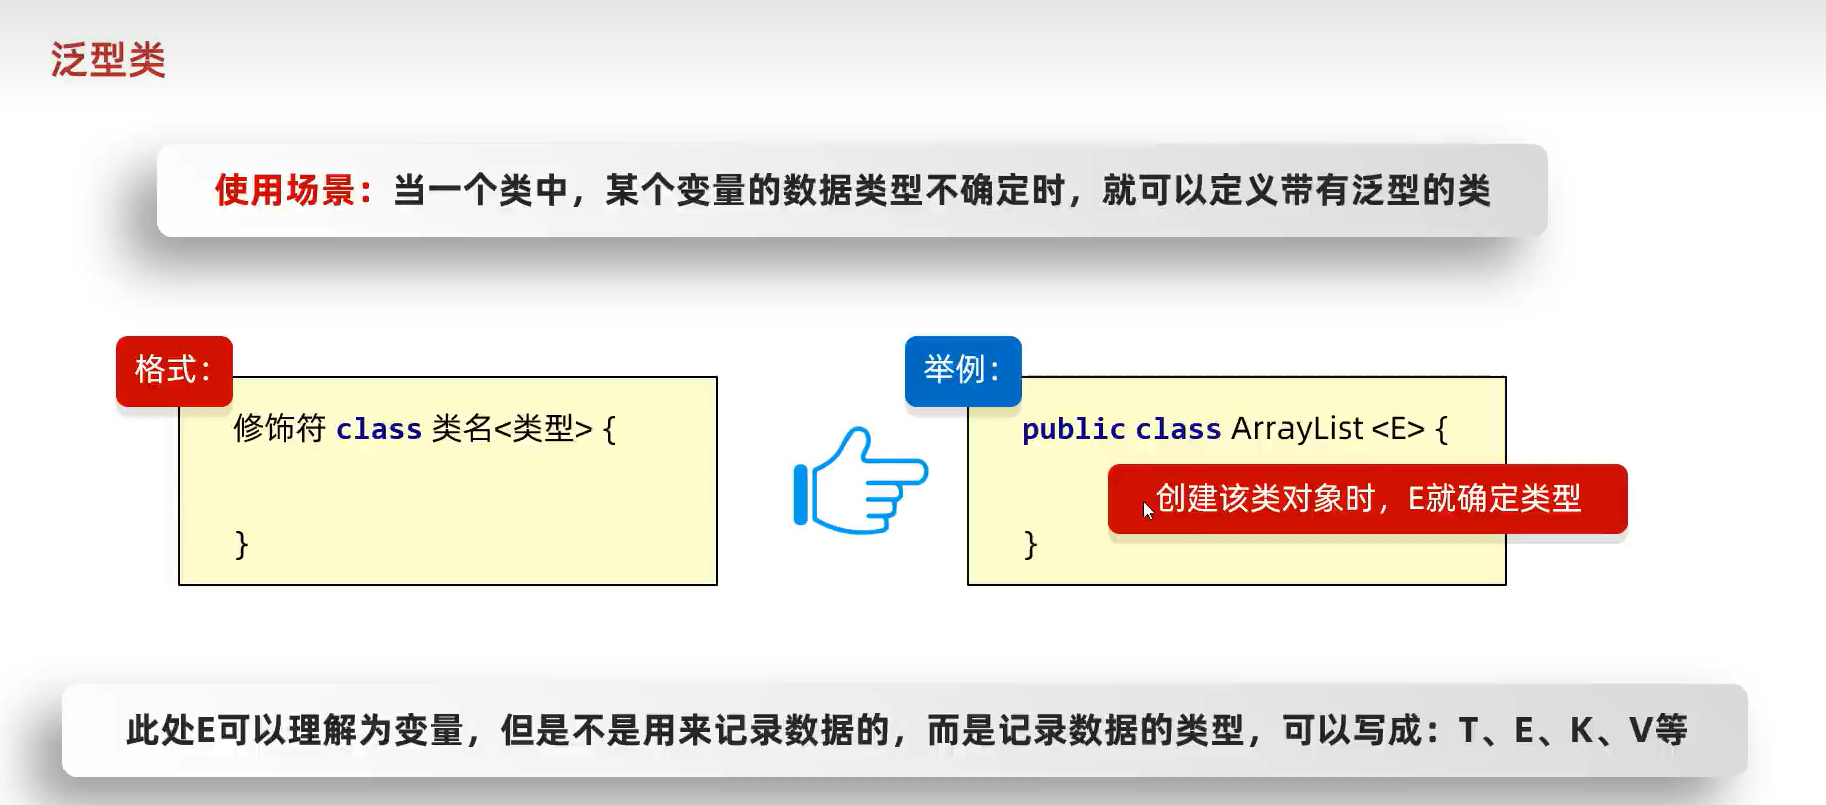 泛型类
使用场景：当一个类中，某个变量的数据类型不确定时，就可以定义带有泛型的类
格式：
修饰符 class 类名<类型> {
}
举例：
public class ArrayList <E> {
创建该类对象时，E就确定类型
}
此处E可以理解为变量，但是不是用来记录数据的，而是记录数据的类型，可以写成：T、E、K、V等